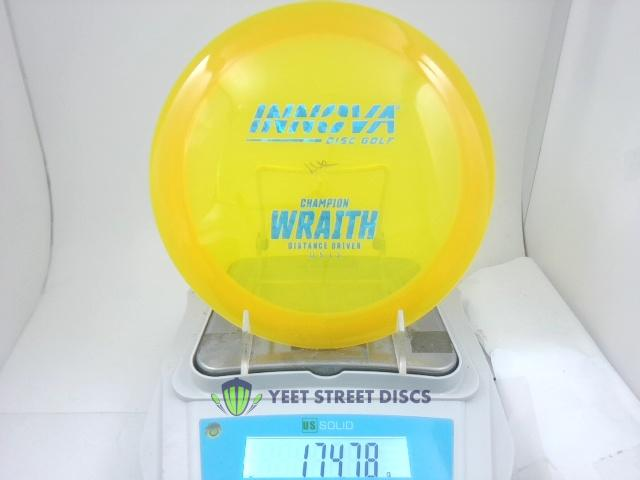 INNOVA
DISC GOLF
CHAMPION
WRAITH
DISTANCE DRIVER
YEET STREET DISCS
US SOLID
174.78 g